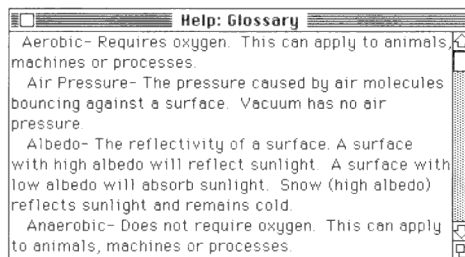 Help: Glossary
Aerobic- Requires oxygen. This can apply to animals,
machines or processes.
Air Pressure- The pressure caused by air molecules
bouncing against a surface. Vacuum has no air
pressure.
Albedo- The reflectivity of a surface. A surface
with high albedo will reflect sunlight. A surface with
low albedo will absorb sunlight. Snow (high albedo)
reflects sunlight and remains cold.
Anaerobic- Does not require oxygen. This can apply
to animals, machines or processes.